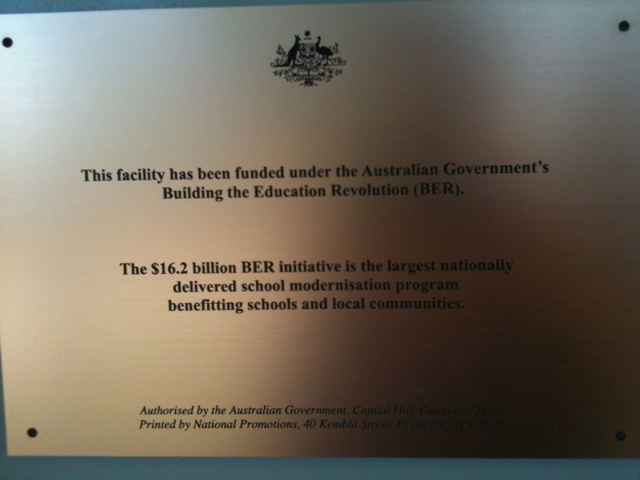 This facility has been funded under the Australian Government's
Building the Education Revolution (BER).
The $16.2 billion BER initiative is the largest nationally
delivered school modernisation program
benefitting schools and local communities.
Authorised by the Australian Government, Capital Hill, Canberra
Printed by National Promotions, 40 Kembla Street, Fyshwick, ACT